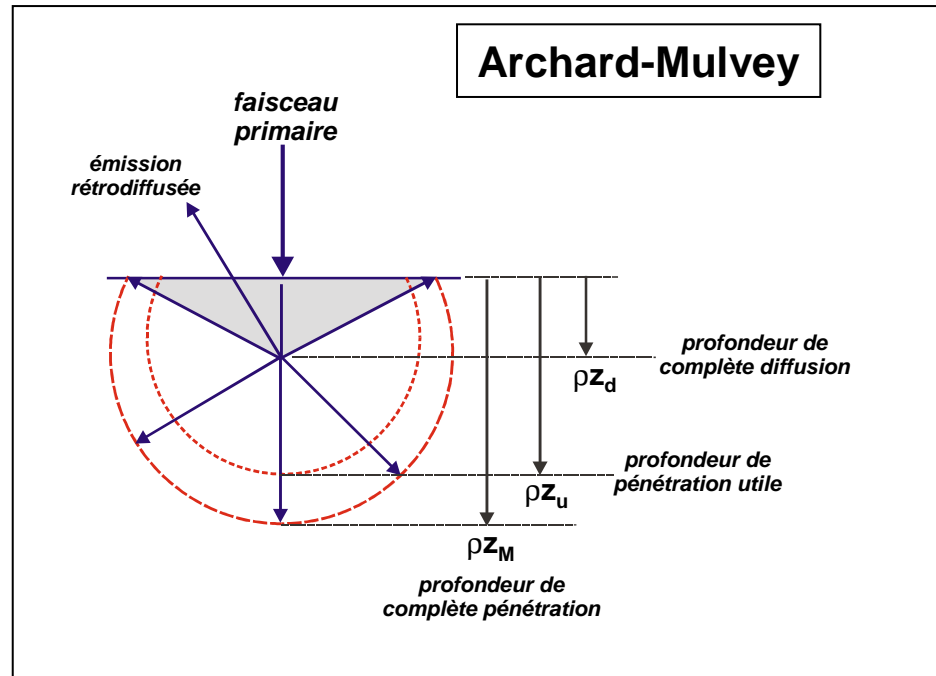 Archard-Mulvey
faisceau
primaire
émission
rétrodiffusée
profondeur de
complète diffusion
ρzd
profondeur de
pénétration utile
ρzu
ρzM
profondeur de
complète pénétration